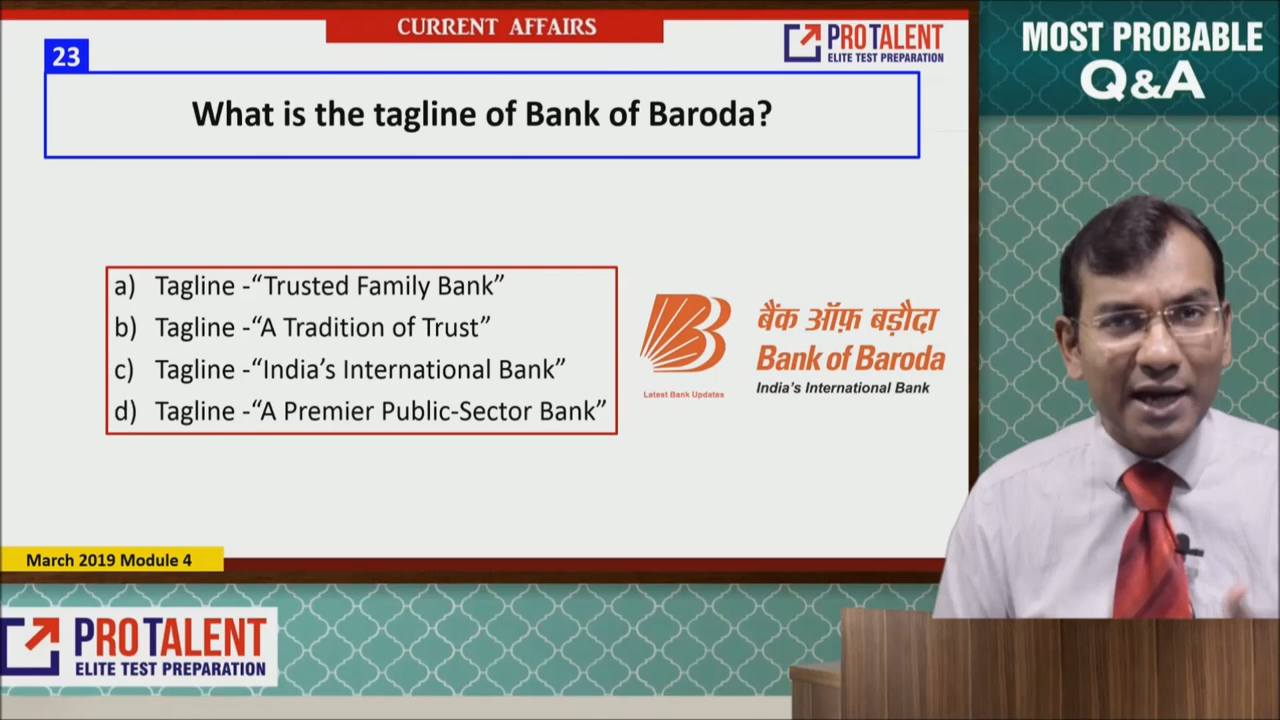 CURRENT AFFAIRS
PROTALENT
ELITE TEST PREPARATION
MOST PROBABLE
Q&A
23
What is the tagline of Bank of Baroda?
a) Tagline -“Trusted Family Bank”
b) Tagline -“A Tradition of Trust”
c) Tagline -“India’s International Bank”
d) Tagline -“A Premier Public-Sector Bank”
बैंक ऑफ़ बड़ौदा
Bank of Baroda
India's International Bank
Latest Bank Updates
March 2019 Module 4
PROTALENT
ELITE TEST PREPARATION